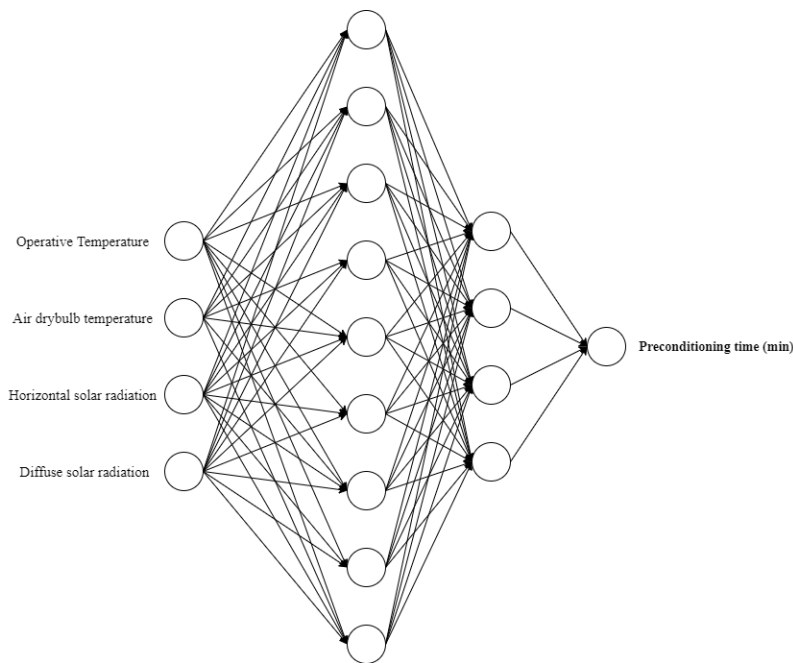 Operative Temperature
Air drybulb temperature
Horizontal solar radiation
Diffuse solar radiation
Preconditioning time (min)